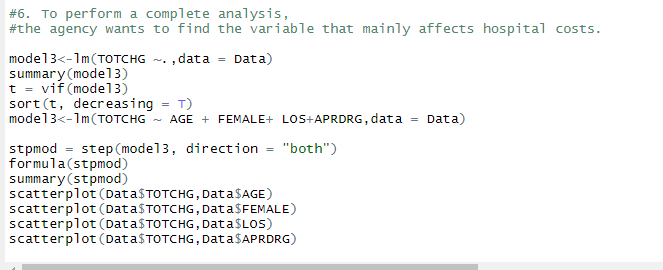 #6. To perform a complete analysis,
#the agency wants to find the variable that mainly affects hospital costs.
model3<-lm(TOTCHG ~.,data = Data)
summary(model3)
t = vif(model3)
sort(t, decreasing = T)
model3<-lm(TOTCHG ~ AGE + FEMALE+ LOS+APRDRG,data = Data)
stpmod = step(model3, direction = "both")
formula(stpmod)
summary(stpmod)
scatterplot(Data$TOTCHG,Data$AGE)
scatterplot(Data$TOTCHG,Data$FEMALE)
scatterplot(Data$TOTCHG,Data$LOS)
scatterplot(Data$TOTCHG,Data$APRDRG)